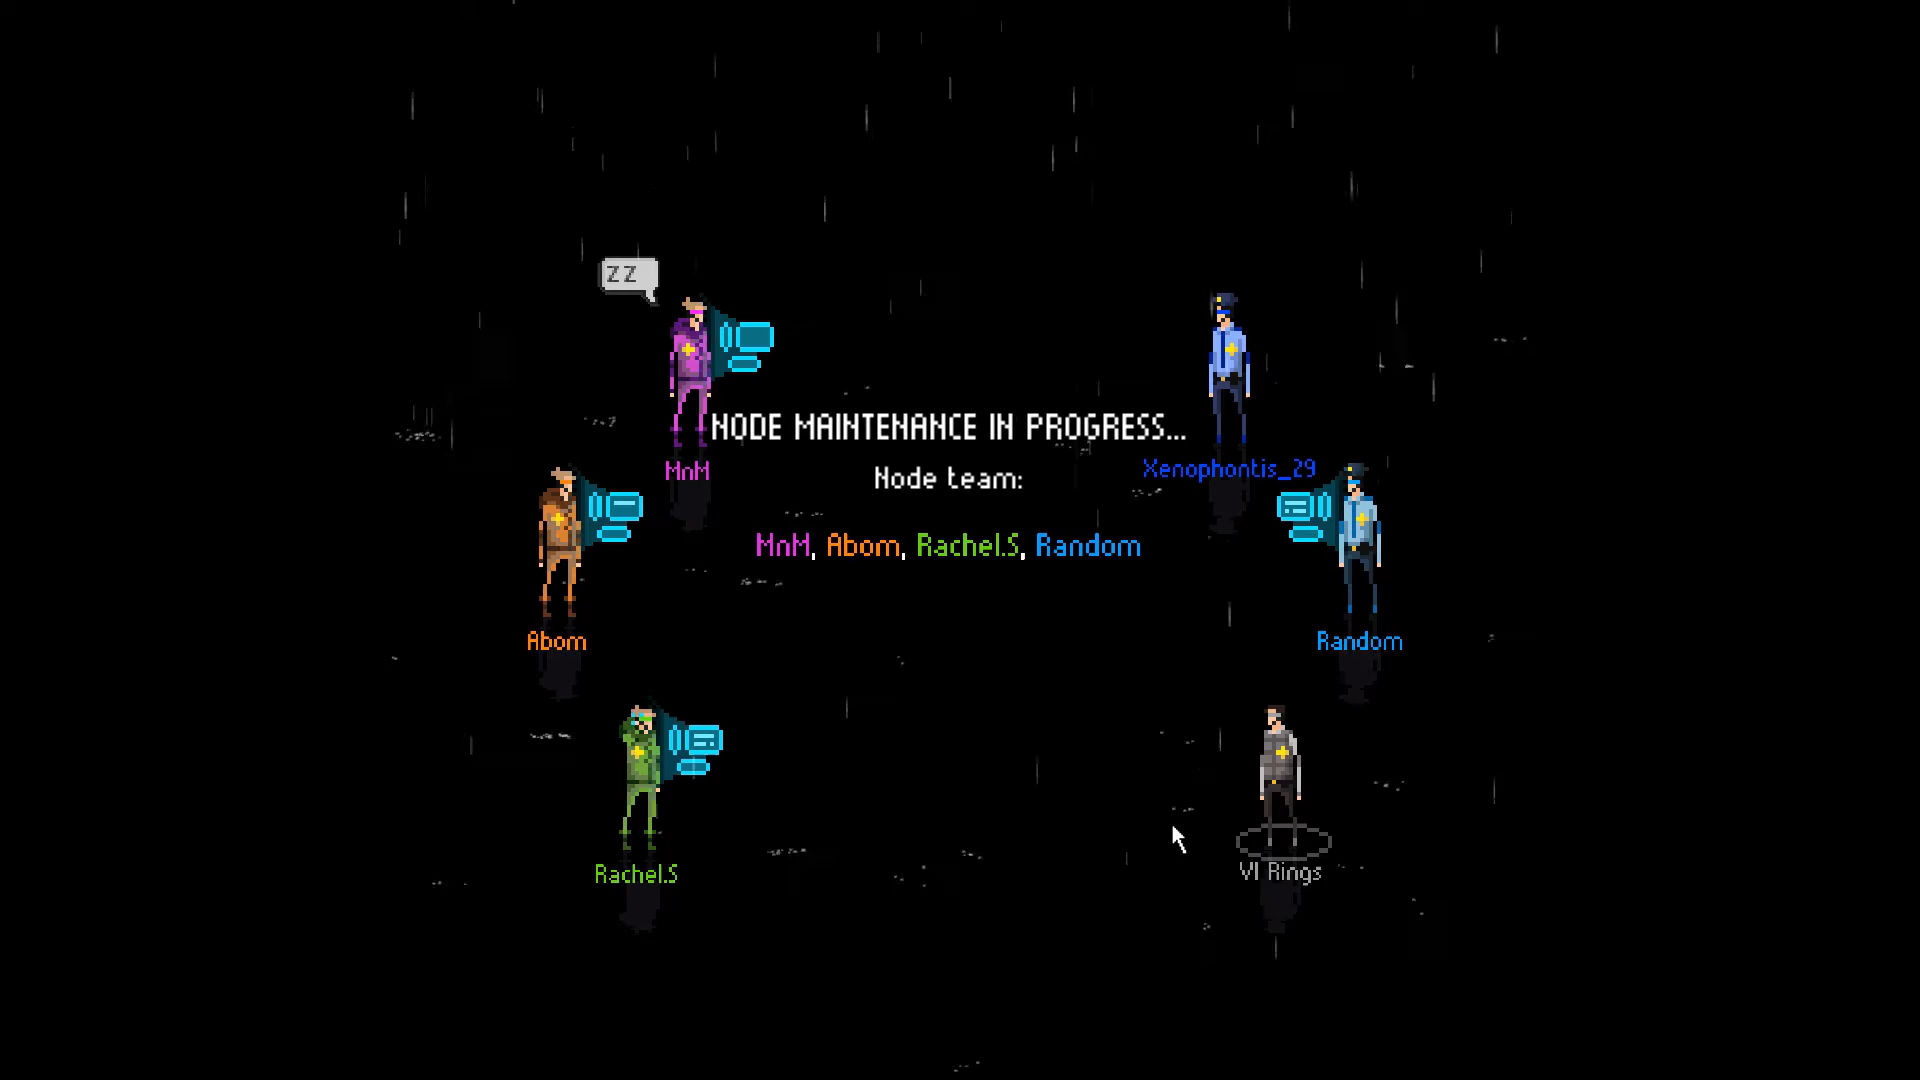 ZZ
NODE MAINTENANCE IN PROGRESS...
MnM
Xenophontis_29
Node team:
MnM, Abom, Rachel.S, Random
Abom
Random
Rachel.S
VI Rings